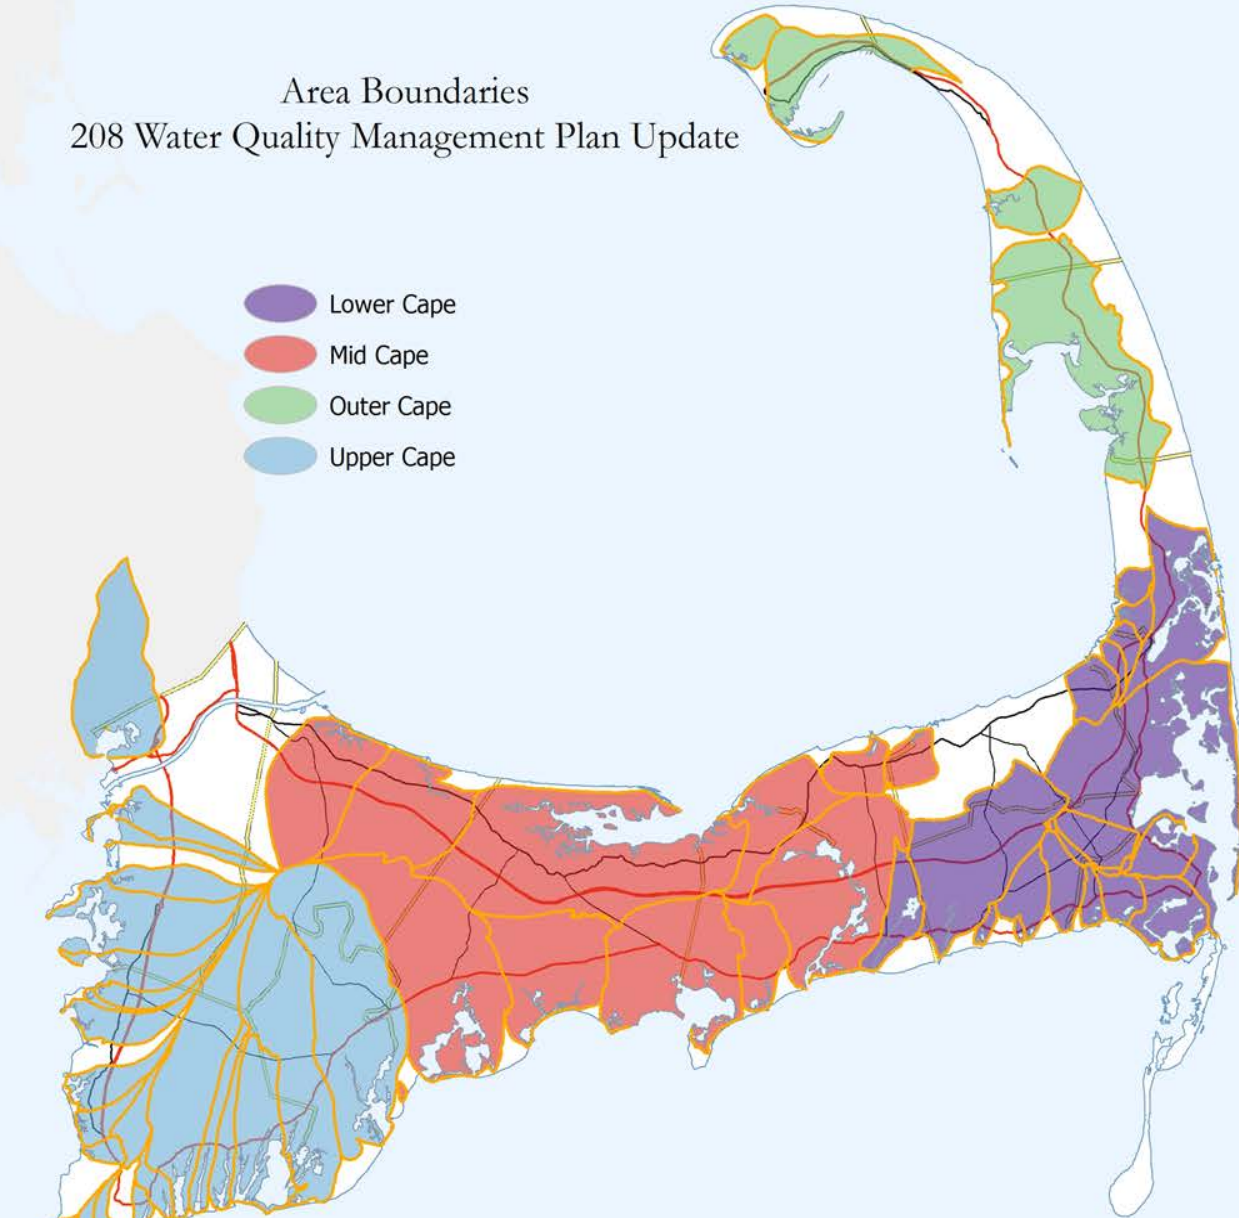 Area Boundaries
208 Water Quality Management Plan Update
Lower Cape
Mid Cape
Outer Cape
Upper Cape